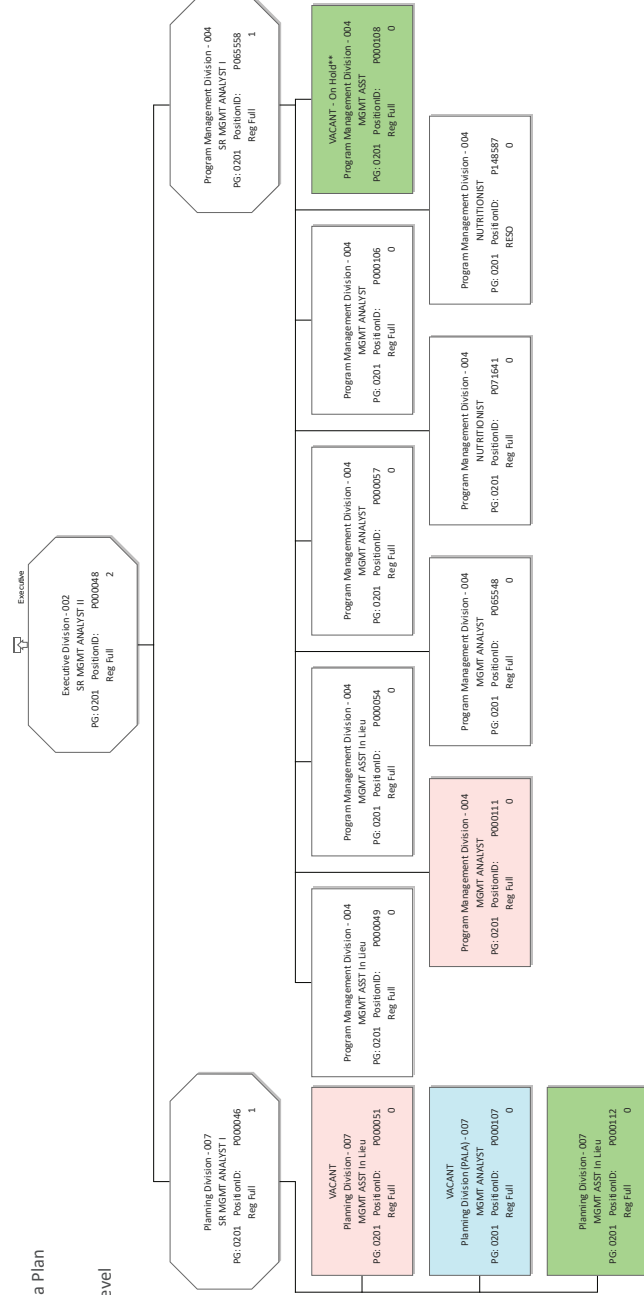 a Plan
evel
Executive
Executive Division - 002
SR MGMT ANALYST II
PG: 0201 PositionID: P000048
Reg Full 2
Planning Division - 007
SR MGMT ANALYST I
PG: 0201 PositionID: P000046
Reg Full 1
Program Management Division - 004
SR MGMT ANALYST I
PG: 0201 PositionID: P065558
Reg Full 1
VACANT
Planning Division - 007
MGMT ASST In Lieu
PG: 0201 PositionID: P000051
Reg Full 0
Program Management Division - 004
MGMT ASST In Lieu
PG: 0201 PositionID: P000049
Reg Full 0
Program Management Division - 004
MGMT ASST In Lieu
PG: 0201 PositionID: P000054
Reg Full 0
Program Management Division - 004
MGMT ANALYST
PG: 0201 PositionID: P000057
Reg Full 0
Program Management Division - 004
MGMT ANALYST
PG: 0201 PositionID: P000106
Reg Full 0
VACANT - On Hold**
Program Management Division - 004
MGMT ASST
PG: 0201 PositionID: P000108
Reg Full 0
VACANT
Planning Division (PALA) - 007
MGMT ANALYST
PG: 0201 PositionID: P000107
Reg Full 0
Program Management Division - 004
MGMT ANALYST
PG: 0201 PositionID: P000111
Reg Full 0
Program Management Division - 004
MGMT ANALYST
PG: 0201 PositionID: P065548
Reg Full 0
Program Management Division - 004
NUTRITIONIST
PG: 0201 PositionID: P071641
Reg Full 0
Program Management Division - 004
NUTRITIONIST
PG: 0201 PositionID: P148587
RESO 0
Planning Division - 007
MGMT ASST In Lieu
PG: 0201 PositionID: P000112
Reg Full 0